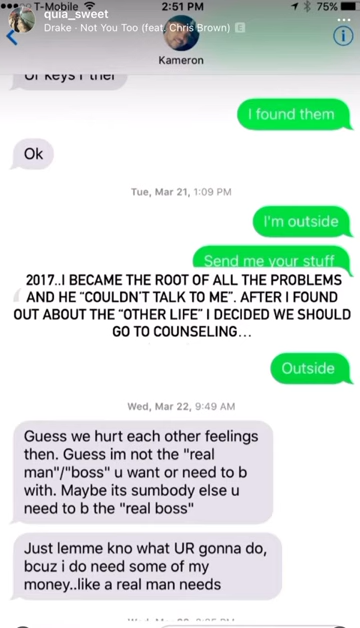 T-Mobile
2:51 PM
75%
quia_sweet
Drake - Not You Too (feat. Chris Brown) E
Kameron
I found them
Ok
Tue, Mar 21, 1:09 PM
I'm outside
Send me your stuff
2017..I BECAME THE ROOT OF ALL THE PROBLEMS
AND HE “COULDN’T TALK TO ME”. AFTER I FOUND
OUT ABOUT THE “OTHER LIFE” I DECIDED WE SHOULD
GO TO COUNSELING...
Outside
Wed, Mar 22, 9:49 AM
Guess we hurt each other feelings
then. Guess im not the "real
man"/"boss" u want or need to b
with. Maybe its sumbody else u
need to b the "real boss"
Just lemme kno what UR gonna do,
bcuz i do need some of my
money..like a real man needs